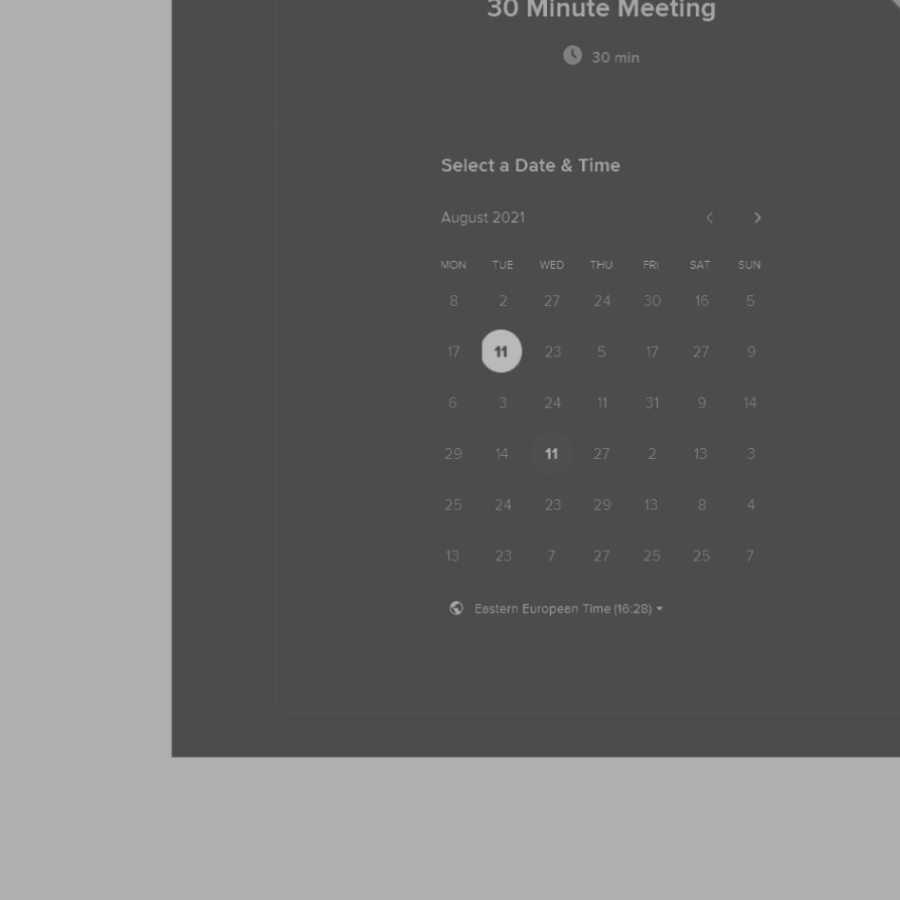 30 Minute Meeting
30 min
Select a Date & Time
August 2021
MON TUE WED THU FRI SAT SUN
8 2 27 24 30 16 5
17 11 23 5 17 27 9
6 3 24 11 31 9 14
29 14 11 27 2 13 3
25 24 23 29 13 8 4
13 23 7 27 25 25 7
Eastern European Time (16:28)